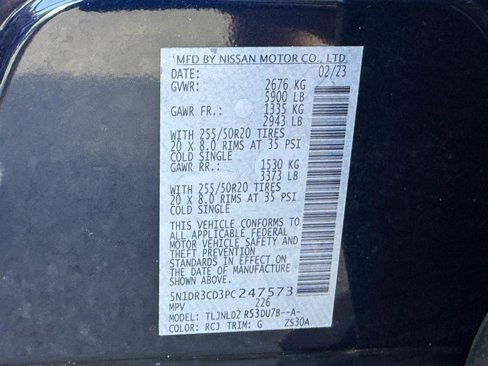 MFD BY NISSAN MOTOR CO., LTD.
DATE: 02/23
GVWR: 2676 KG
5900 LB
GAWR FR.: 1335 KG
2943 LB
WITH 255/50R20 TIRES
20 X 8.0 RIMS AT 35 PSI
COLD SINGLE
GAWR RR.: 1530 KG
3373 LB
WITH 255/50R20 TIRES
20 X 8.0 RIMS AT 35 PSI
COLD SINGLE
THIS VEHICLE CONFORMS TO
ALL APPLICABLE FEDERAL
MOTOR VEHICLE SAFETY AND
THEFT PREVENTION
STANDARDS IN EFFECT ON
THE DATE OF MANUFACTURE
SHOWN ABOVE.
5N1DR3CD3PC247573
MPV 226
MODEL: TLJNLD2 R53DU7B--A-
COLOR: RCJ TRIM: G ZS30A